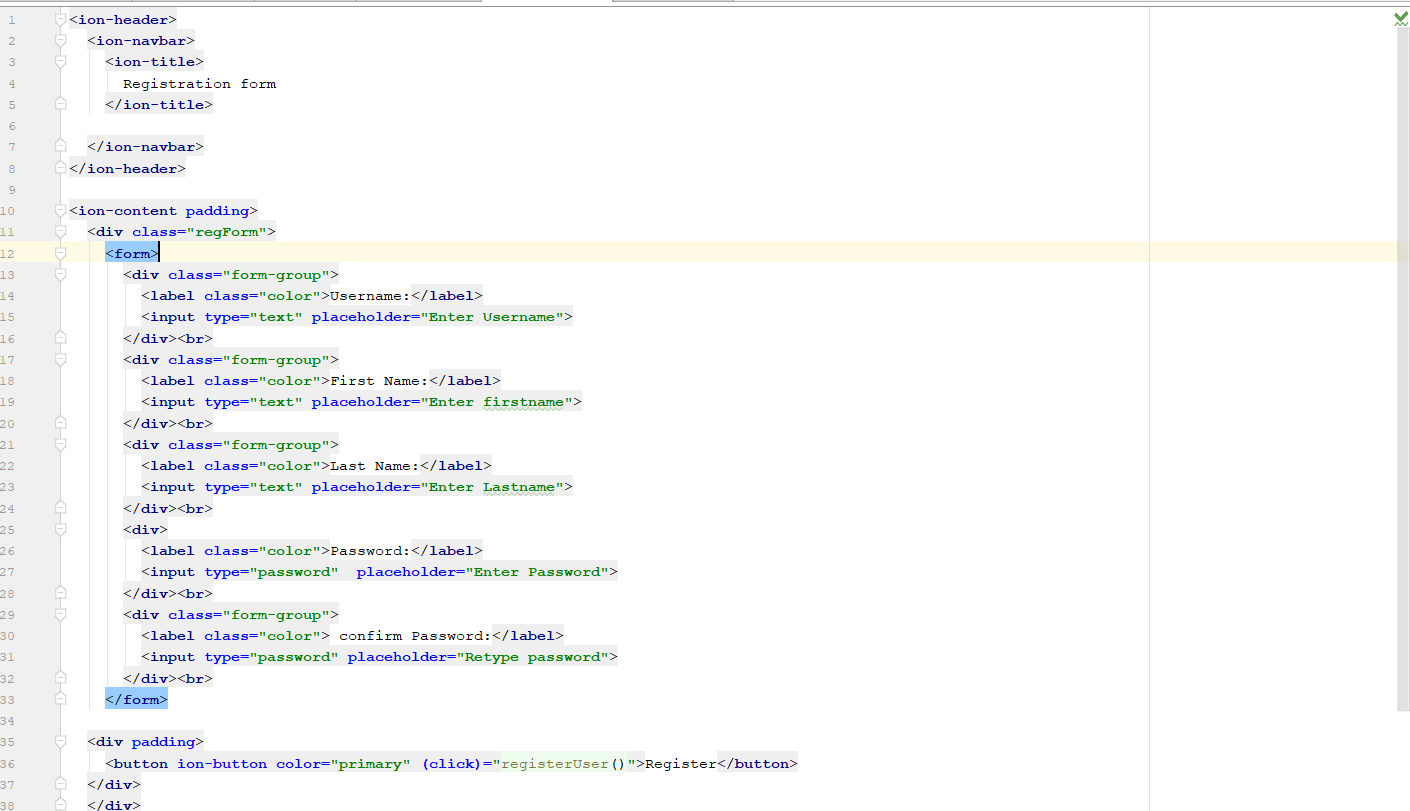 1 <ion-header>
2 <ion-navbar>
3 <ion-title>
4 Registration form
5 </ion-title>
6
7 </ion-navbar>
8 </ion-header>
9
10 <ion-content padding>
11 <div class="regForm">
12 <form>
13 <div class="form-group">
14 <label class="color">Username:</label>
15 <input type="text" placeholder="Enter Username">
16 </div><br>
17 <div class="form-group">
18 <label class="color">First Name:</label>
19 <input type="text" placeholder="Enter firstname">
20 </div><br>
21 <div class="form-group">
22 <label class="color">Last Name:</label>
23 <input type="text" placeholder="Enter Lastname">
24 </div><br>
25 <div>
26 <label class="color">Password:</label>
27 <input type="password"  placeholder="Enter Password">
28 </div><br>
29 <div class="form-group">
30 <label class="color"> confirm Password:</label>
31 <input type="password" placeholder="Retype password">
32 </div><br>
33 </form>
34
35 <div padding>
36 <button ion-button color="primary" (click)="registerUser()">Register</button>
37 </div>
38 </div>